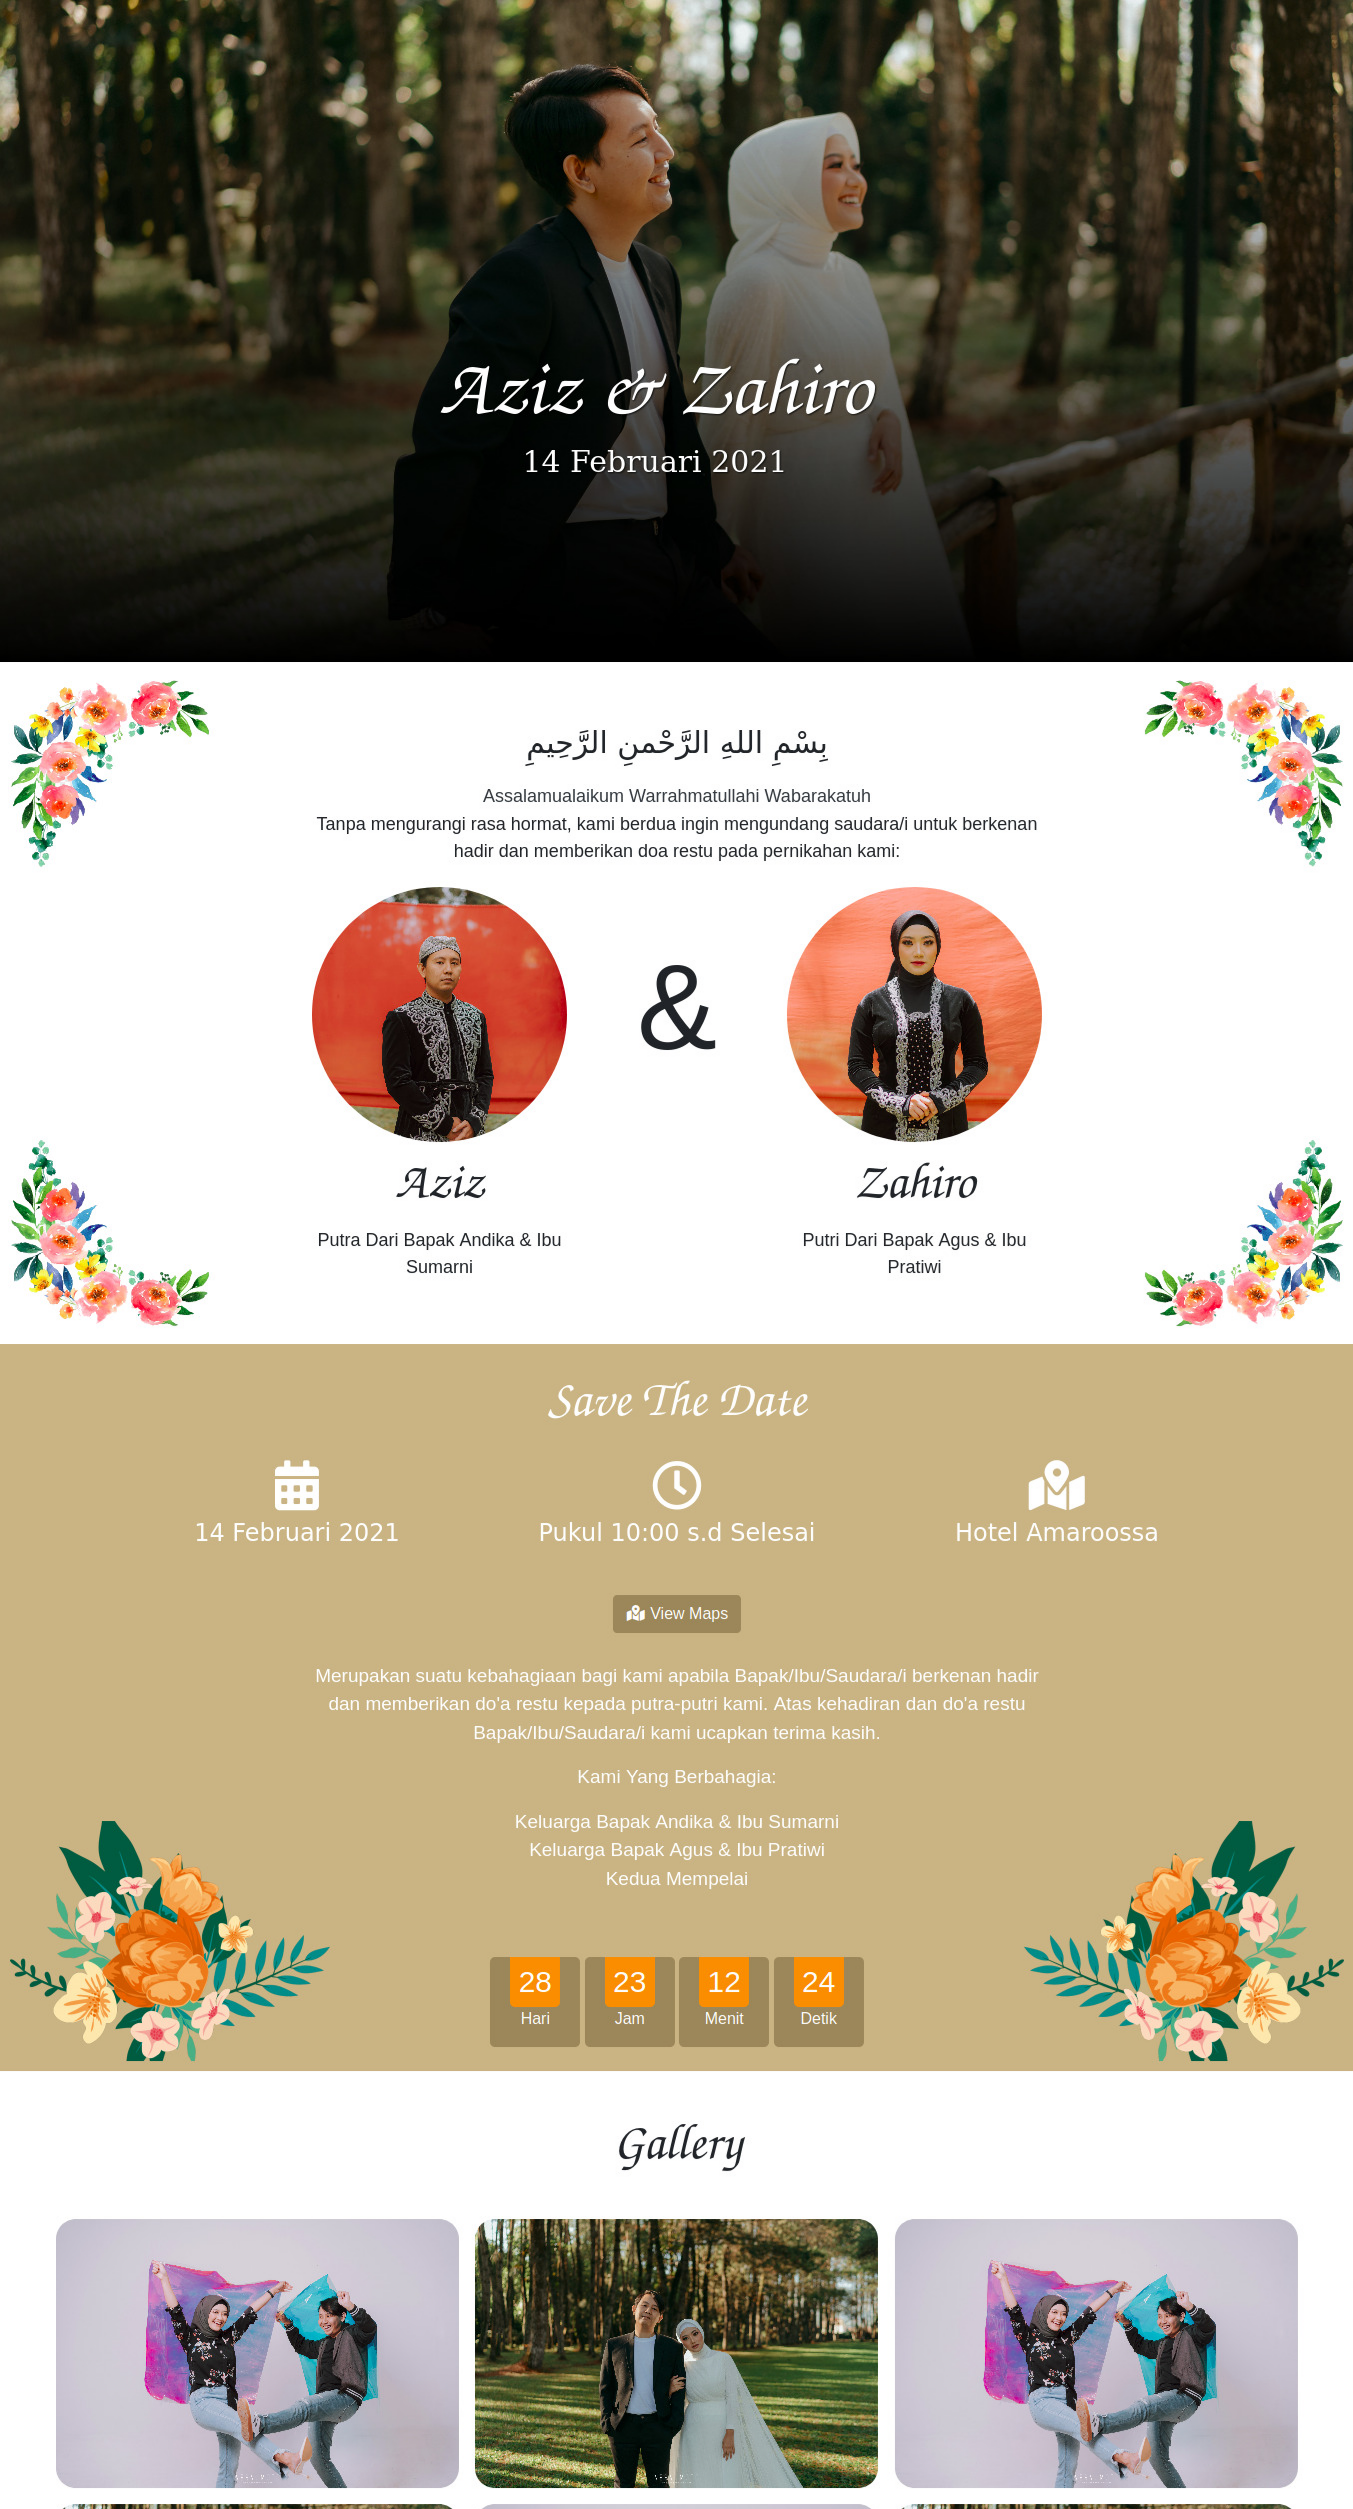 Aziz & Zahiro
14 Februari 2021
بِسْمِ اللهِ الرَّحْمنِ الرَّحِيمِ
Assalamualaikum Warrahmatullahi Wabarakatuh
Tanpa mengurangi rasa hormat, kami berdua ingin mengundang saudara/i untuk berkenan
hadir dan memberikan doa restu pada pernikahan kami:
&
Aziz
Putra Dari Bapak Andika & Ibu
Sumarni
Zahiro
Putri Dari Bapak Agus & Ibu
Pratiwi
Save The Date
14 Februari 2021
Pukul 10:00 s.d Selesai
Hotel Amaroossa
View Maps
Merupakan suatu kebahagiaan bagi kami apabila Bapak/Ibu/Saudara/i berkenan hadir
dan memberikan do'a restu kepada putra-putri kami. Atas kehadiran dan do'a restu
Bapak/Ibu/Saudara/i kami ucapkan terima kasih.
Kami Yang Berbahagia:
Keluarga Bapak Andika & Ibu Sumarni
Keluarga Bapak Agus & Ibu Pratiwi
Kedua Mempelai
28 23 12 24
Hari Jam Menit Detik
Gallery